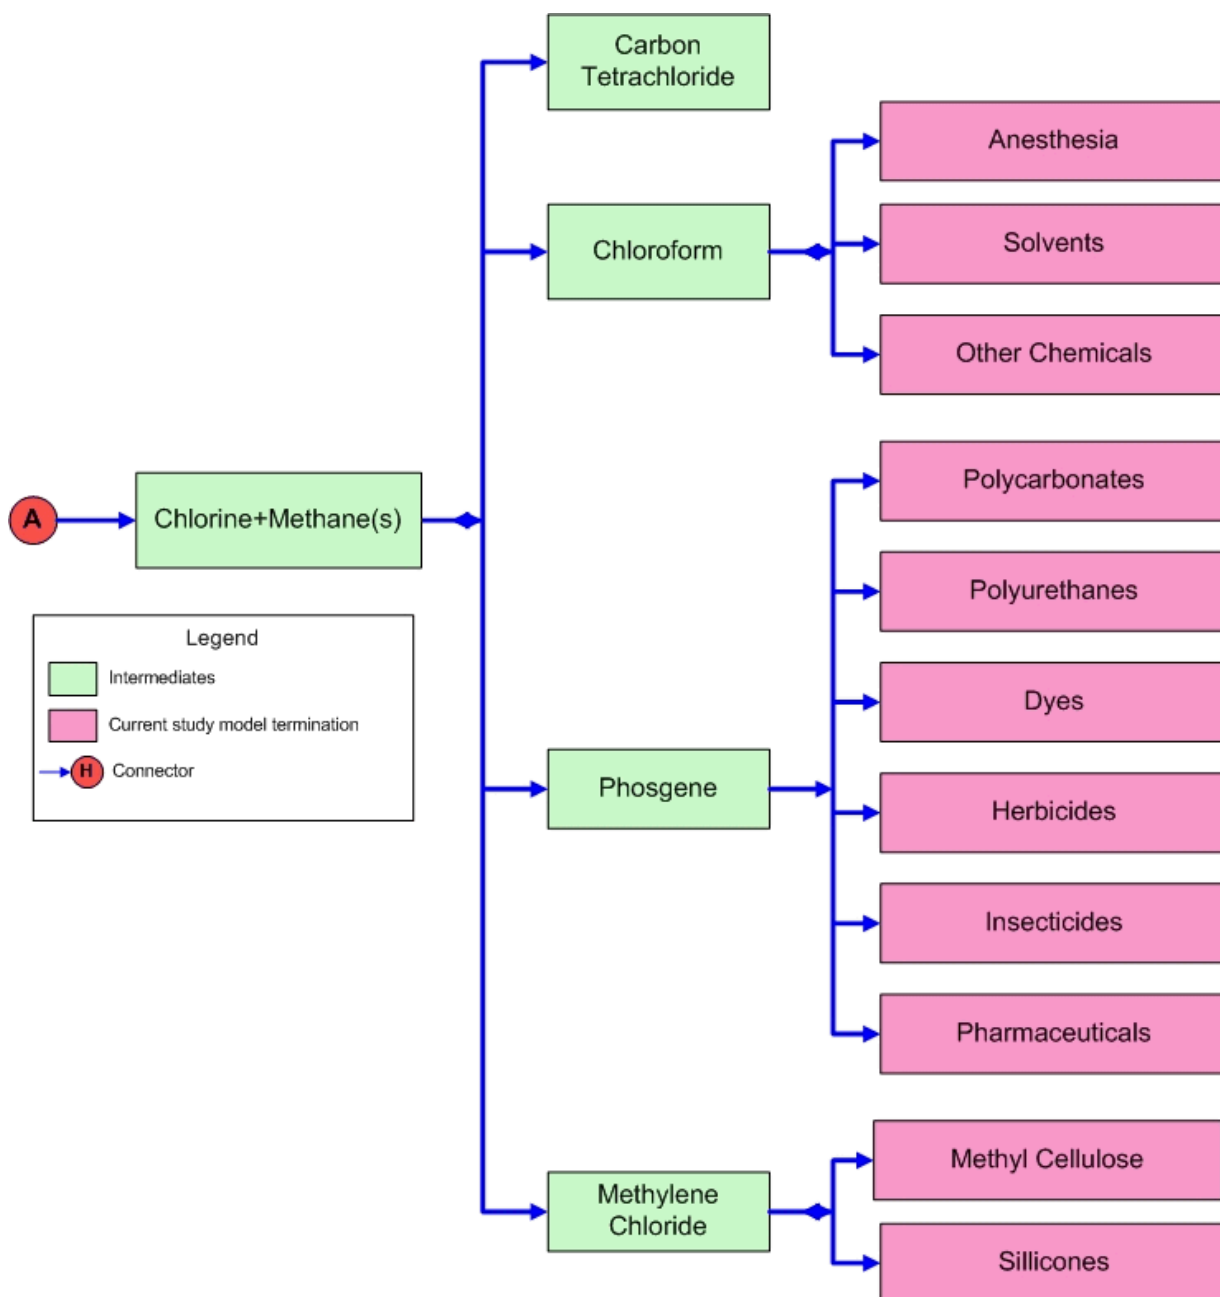 Carbon
Tetrachloride
Anesthesia
Chloroform
Solvents
Other Chemicals
A
Chlorine+Methane(s)
Polycarbonates
Polyurethanes
Legend
Intermediates
Current study model termination
H
Connector
Dyes
Phosgene
Herbicides
Insecticides
Pharmaceuticals
Methylene
Chloride
Methyl Cellulose
Sillicones